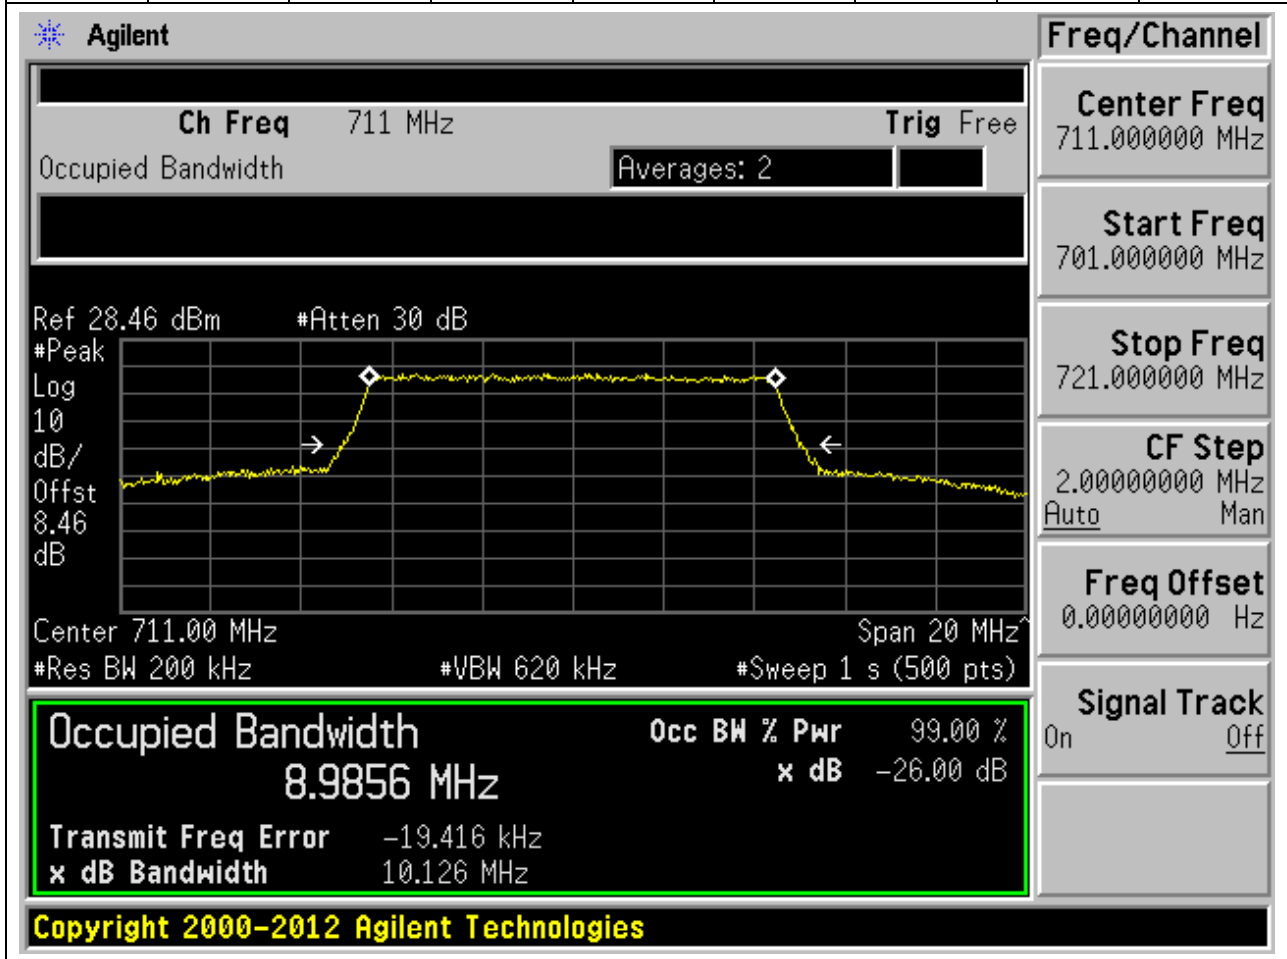 Agilent
Freq/Channel
Ch Freq 711 MHz Trig Free
Occupied Bandwidth Averages: 2
Center Freq
711.000000 MHz
Start Freq
701.000000 MHz
Stop Freq
721.000000 MHz
CF Step
2.00000000 MHz
Auto Man
Freq Offset
0.00000000 Hz
Signal Track
On Off
Ref 28.46 dBm #Atten 30 dB
#Peak
Log
10
dB/
Offst
8.46
dB
Center 711.00 MHz Span 20 MHz^
#Res BW 200 kHz #VBW 620 kHz #Sweep 1 s (500 pts)
Occupied Bandwidth Occ BW % Pwr 99.00 %
8.9856 MHz x dB -26.00 dB
Transmit Freq Error -19.416 kHz
x dB Bandwidth 10.126 MHz
Copyright 2000-2012 Agilent Technologies